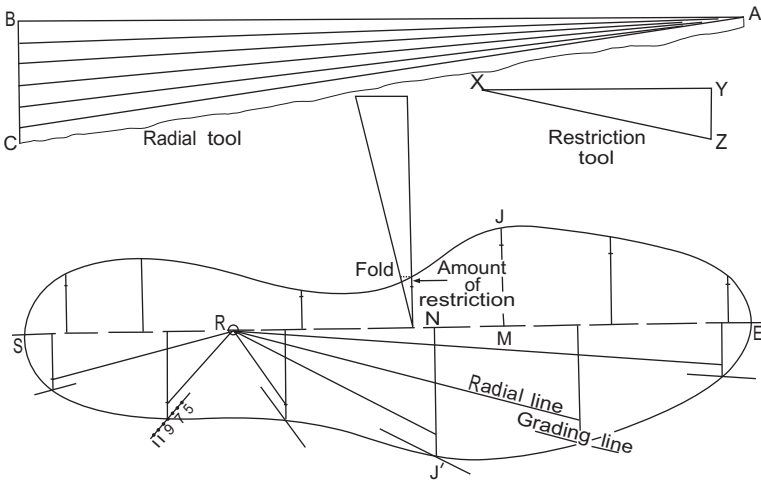 B
A
C
Radial tool
X
Y
Z
Restriction
tool
J
Fold
Amount
of
restriction
R
N
M
S
E
Radial line
Grading line
11 9 7 5
J'